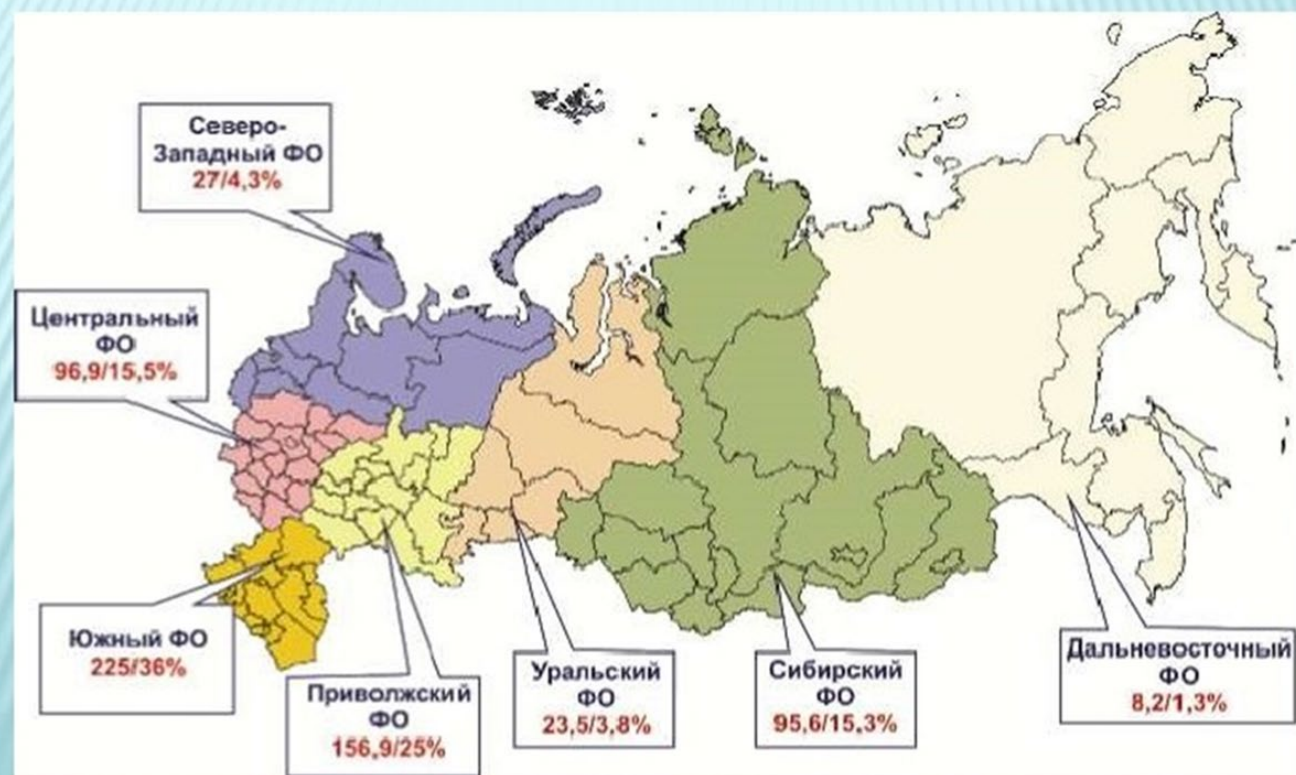 Северо-
Западный ФО
27/4,3%
Центральный
ФО
96,9/15,5%
Южный ФО
225/36%
Приволжский
ФО
156,9/25%
Уральский
ФО
23,5/3,8%
Сибирский
ФО
95,6/15,3%
Дальневосточный
ФО
8,2/1,3%